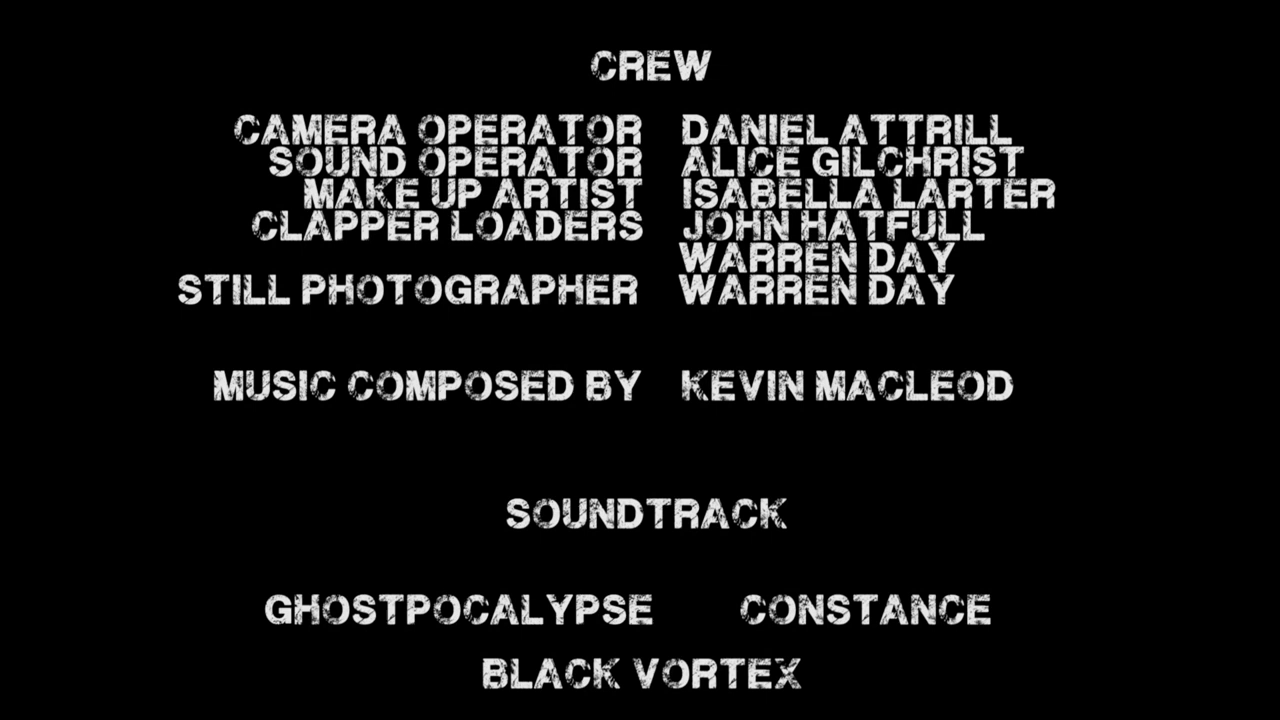 CREW
CAMERA OPERATOR DANIEL ATTRILL
SOUND OPERATOR ALICE GILCHRIST
MAKE UP ARTIST ISABELLA LARTER
CLAPPER LOADERS JOHN HATFULL
WARREN DAY
STILL PHOTOGRAPHER WARREN DAY
MUSIC COMPOSED BY KEVIN MACLEOD
SOUNDTRACK
GHOSTPOCALYPSE CONSTANCE
BLACK VORTEX